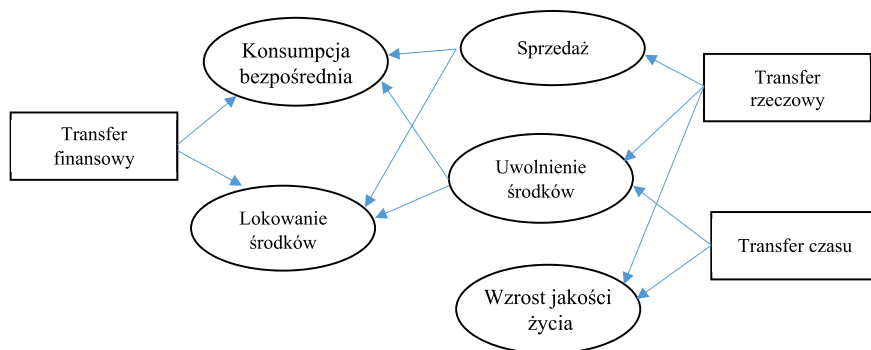 Konsumpcja
bezpośrednia
Sprzedaż
Transfer
rzeczowy
Transfer
finansowy
Uwolnienie
środków
Lokowanie
środków
Transfer czasu
Wzrost jakości
życia